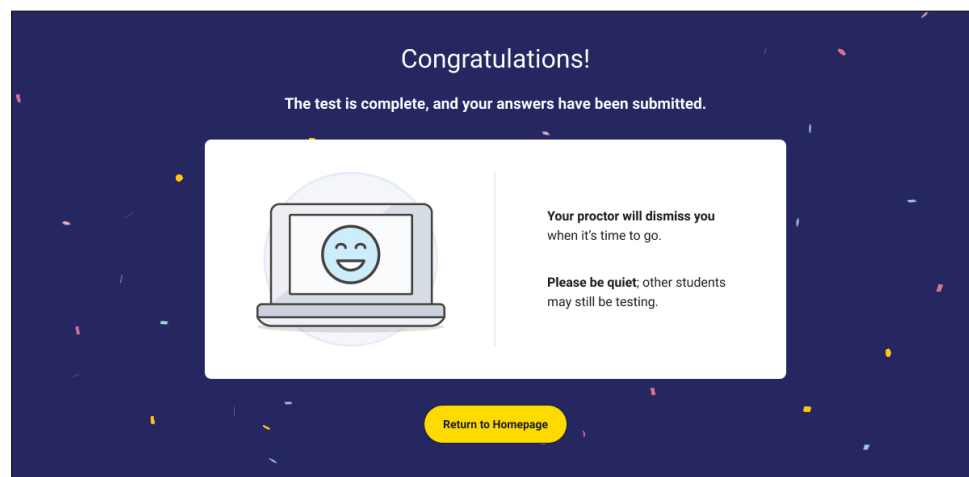 Congratulations!
The test is complete, and your answers have been submitted.
Your proctor will dismiss you
when it's time to go.
Please be quiet; other students
may still be testing.
Return to Homepage